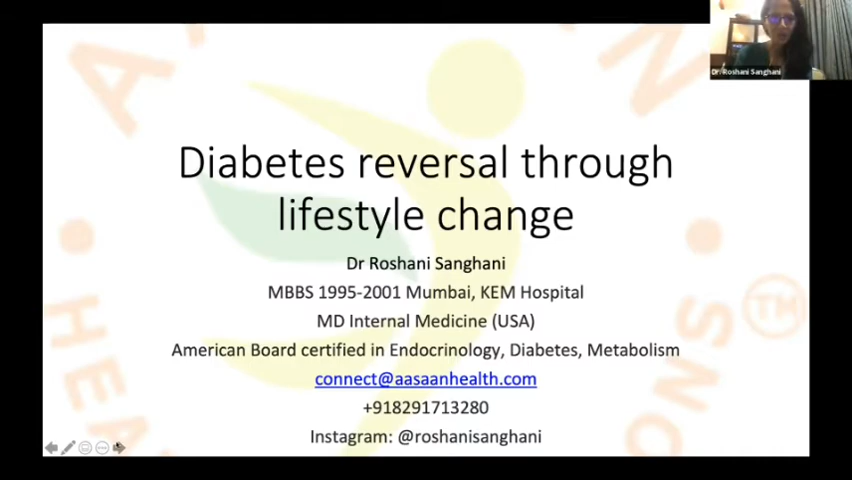 Dr. Roshani Sanghani
Diabetes reversal through
lifestyle change
Dr Roshani Sanghani
MBBS 1995-2001 Mumbai, KEM Hospital
MD Internal Medicine (USA)
American Board certified in Endocrinology, Diabetes, Metabolism
connect@aasaanhealth.com
+918291713280
Instagram: @roshanisanghani
TM